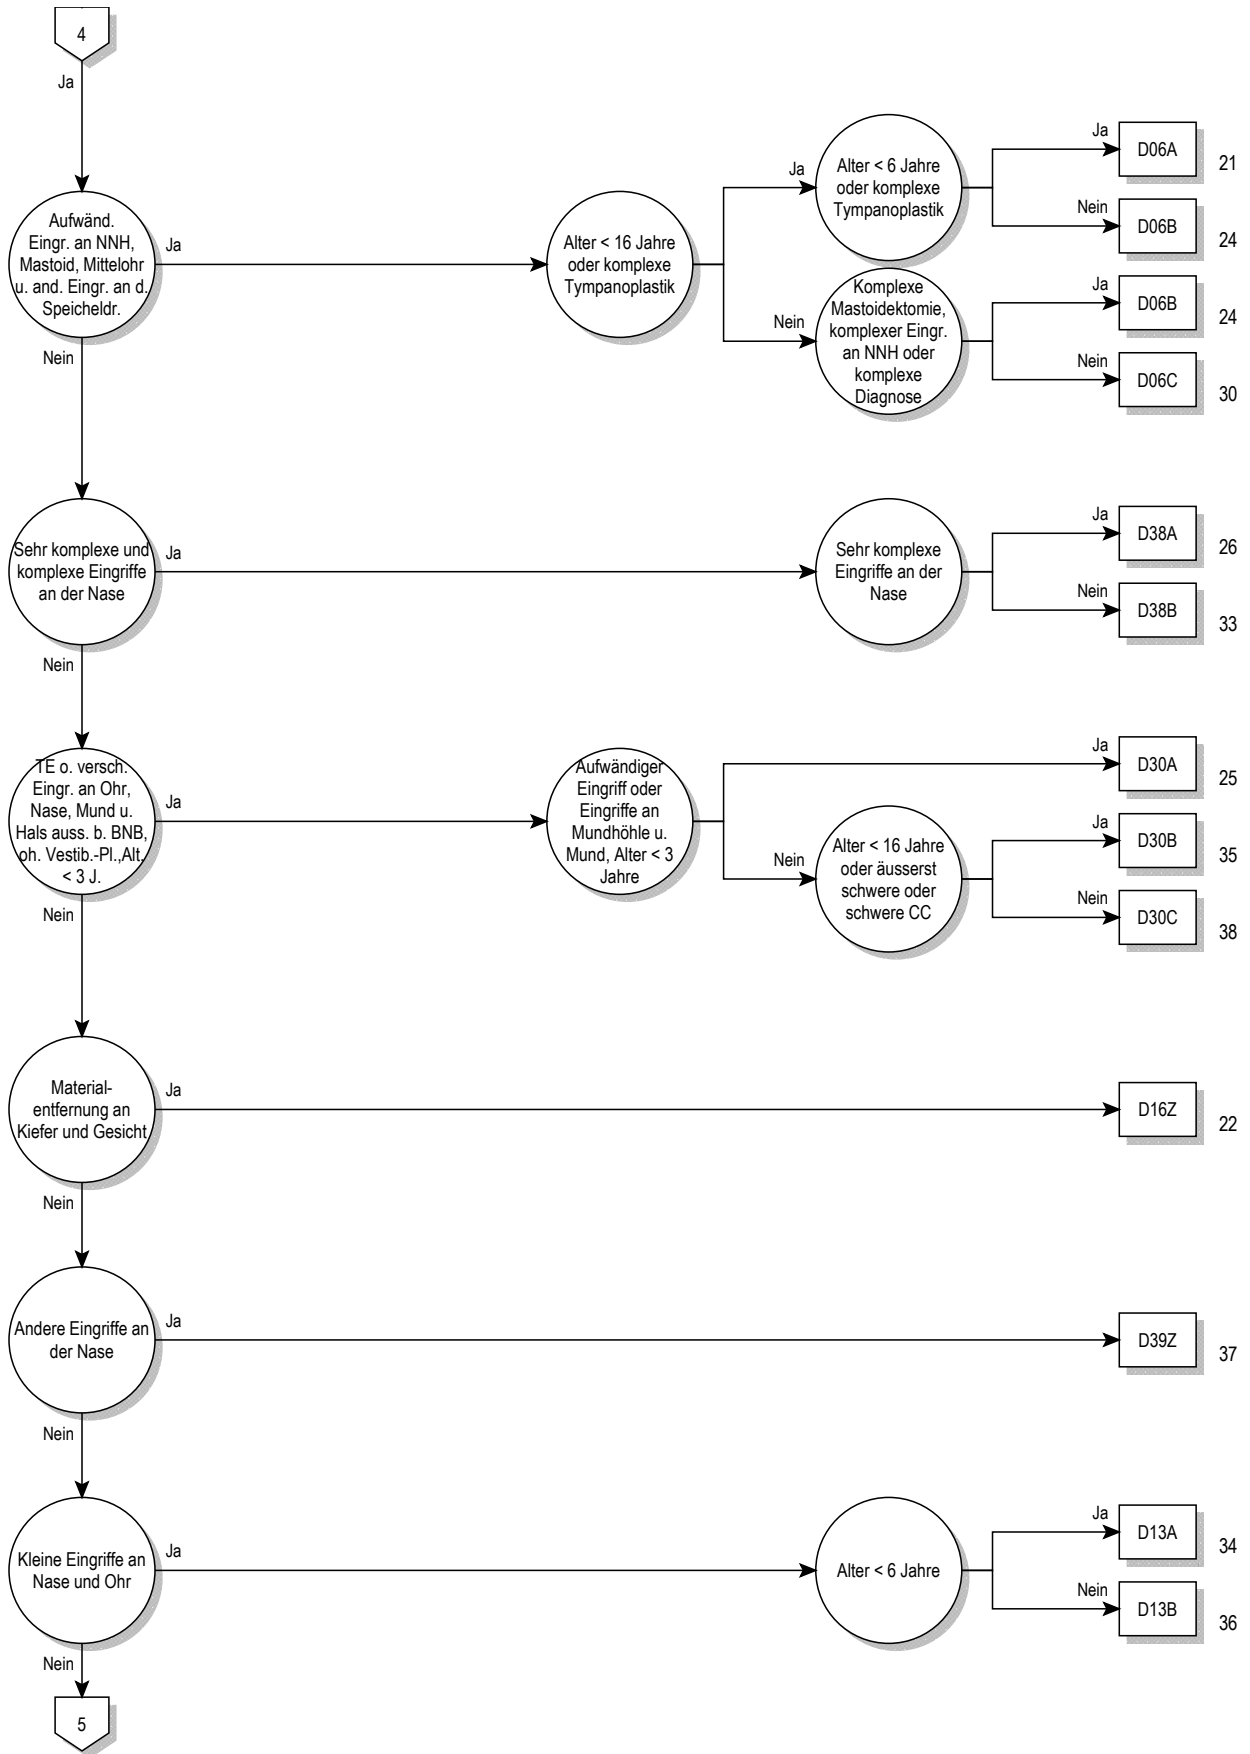 4
Ja
Aufwänd.
Eingr. an NNH,
Mastoid, Mittelohr
u. and. Eingr. an d.
Speicheldr.
Ja
Alter < 16 Jahre
oder komplexe
Tympanoplastik
Ja
Alter < 6 Jahre
oder komplexe
Tympanoplastik
Ja
D06A
21
Nein
D06B
24
Nein
Komplexe
Mastoidektomie,
komplexer Eingr.
an NNH oder
komplexe
Diagnose
Ja
D06B
24
Nein
D06C
30
Nein
Sehr komplexe und
komplexe Eingriffe
an der Nase
Ja
Sehr komplexe
Eingriffe an der
Nase
Ja
D38A
26
Nein
D38B
33
Nein
TE o. versch.
Eingr. an Ohr,
Nase, Mund u.
Hals auss. b. BNB,
oh. Vestib.-Pl.,Alt.
< 3 J.
Ja
Aufwändiger
Eingriff oder
Eingriffe an
Mundhöhle u.
Mund, Alter < 3
Jahre
Ja
D30A
25
Nein
Alter < 16 Jahre
oder äusserst
schwere oder
schwere CC
Ja
D30B
35
Nein
D30C
38
Nein
Material-
entfernung an
Kiefer und Gesicht
Ja
D16Z
22
Nein
Andere Eingriffe an
der Nase
Ja
D39Z
37
Nein
Kleine Eingriffe an
Nase und Ohr
Ja
Alter < 6 Jahre
Ja
D13A
34
Nein
D13B
36
Nein
5